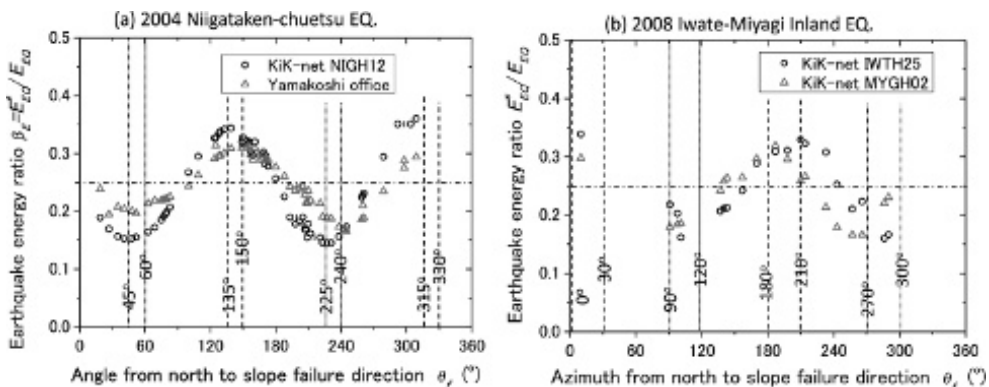 (a) 2004 Niigataken-chuetsu EQ.
Earthquake energy ratio β_E=E*_EQ/E_EQ
0.5
0.4
0.3
0.2
0.1
0.0
KiK-net NIGH12
Yamakoshi office
45°
60°
135°
150°
225°
240°
315°
330°
0 60 120 180 240 300 360
Angle from north to slope failure direction θ_f (°)
(b) 2008 Iwate-Miyagi Inland EQ.
Earthquake energy ratio E*_EQ/E_EQ
0.5
0.4
0.3
0.2
0.1
0.0
KiK-net IWTH25
KiK-net MYGH02
0°
30°
90°
120°
180°
210°
270°
300°
0 60 120 180 240 300 360
Azimuth from north to slope failure direction θ_f (°)